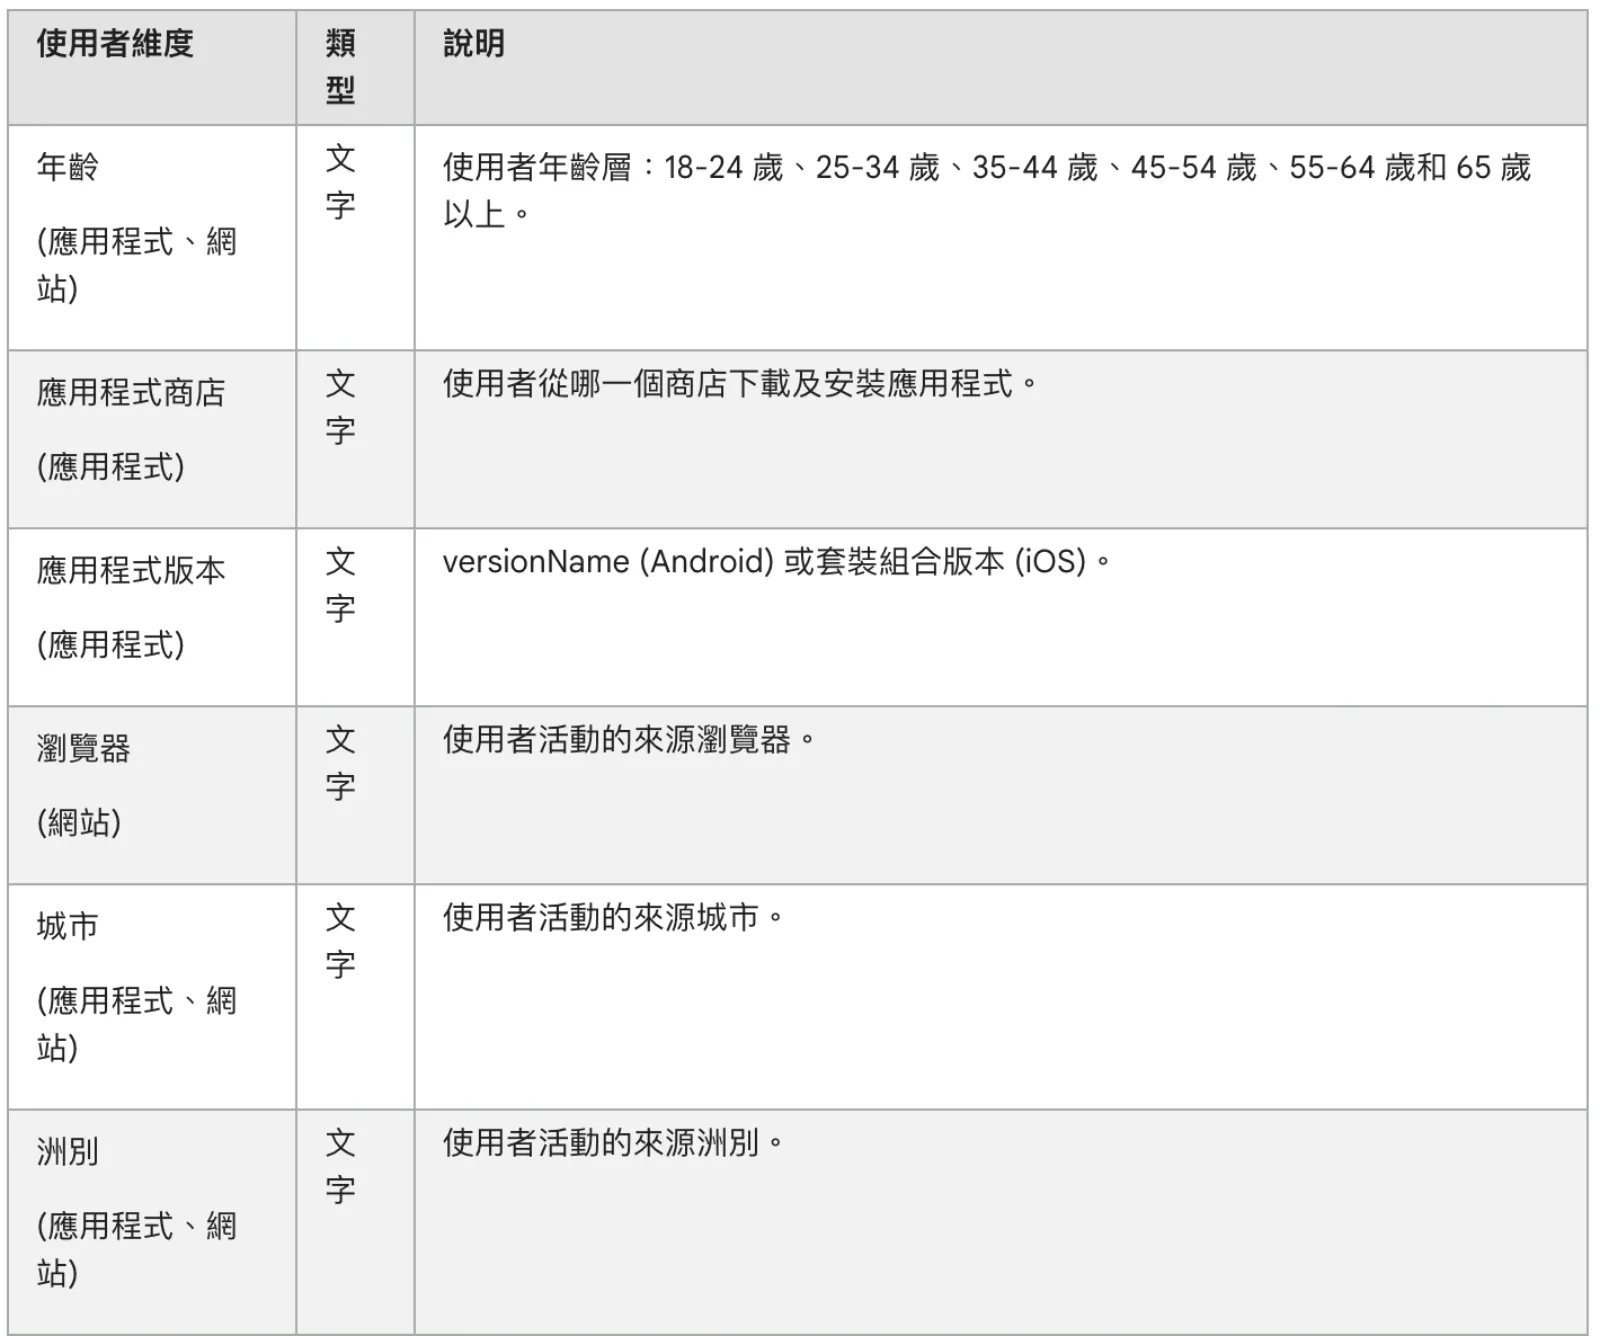 使用者維度
類
型
說明
年齡
(應用程式、網
站)
文
字
使用者年齡層：18-24 歲、25-34 歲、35-44 歲、45-54 歲、55-64 歲和 65 歲
以上。
應用程式商店
(應用程式)
文
字
使用者從哪一個商店下載及安裝應用程式。
應用程式版本
(應用程式)
文
字
versionName (Android) 或套裝組合版本 (iOS)。
瀏覽器
(網站)
文
字
使用者活動的來源瀏覽器。
城市
(應用程式、網
站)
文
字
使用者活動的來源城市。
洲別
(應用程式、網
站)
文
字
使用者活動的來源洲別。